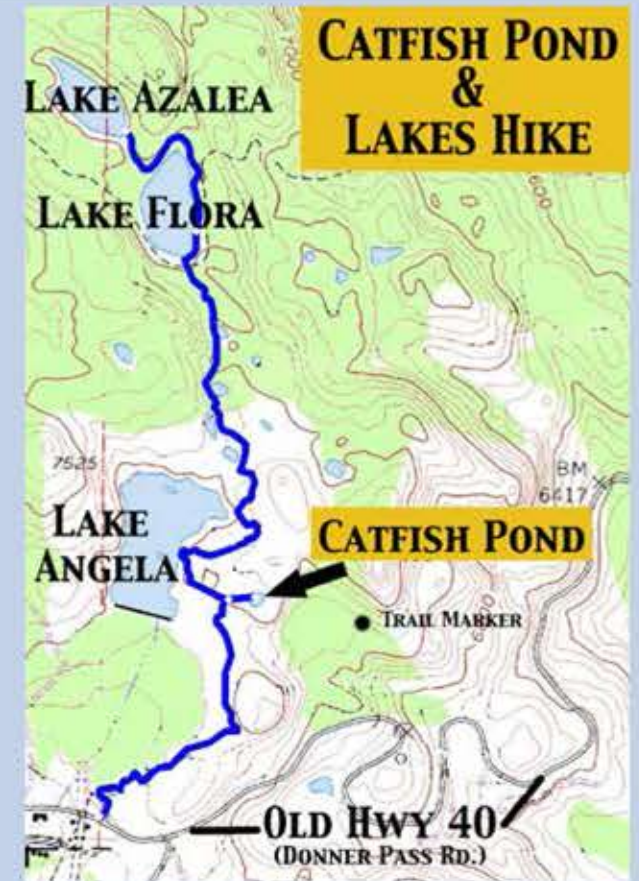 CATFISH POND
&
LAKES HIKE
LAKE AZALEA
LAKE FLORA
7525
BM
6417
LAKE
ANGELA
CATFISH POND
TRAIL MARKER
OLD HWY 40
(DONNER PASS RD.)